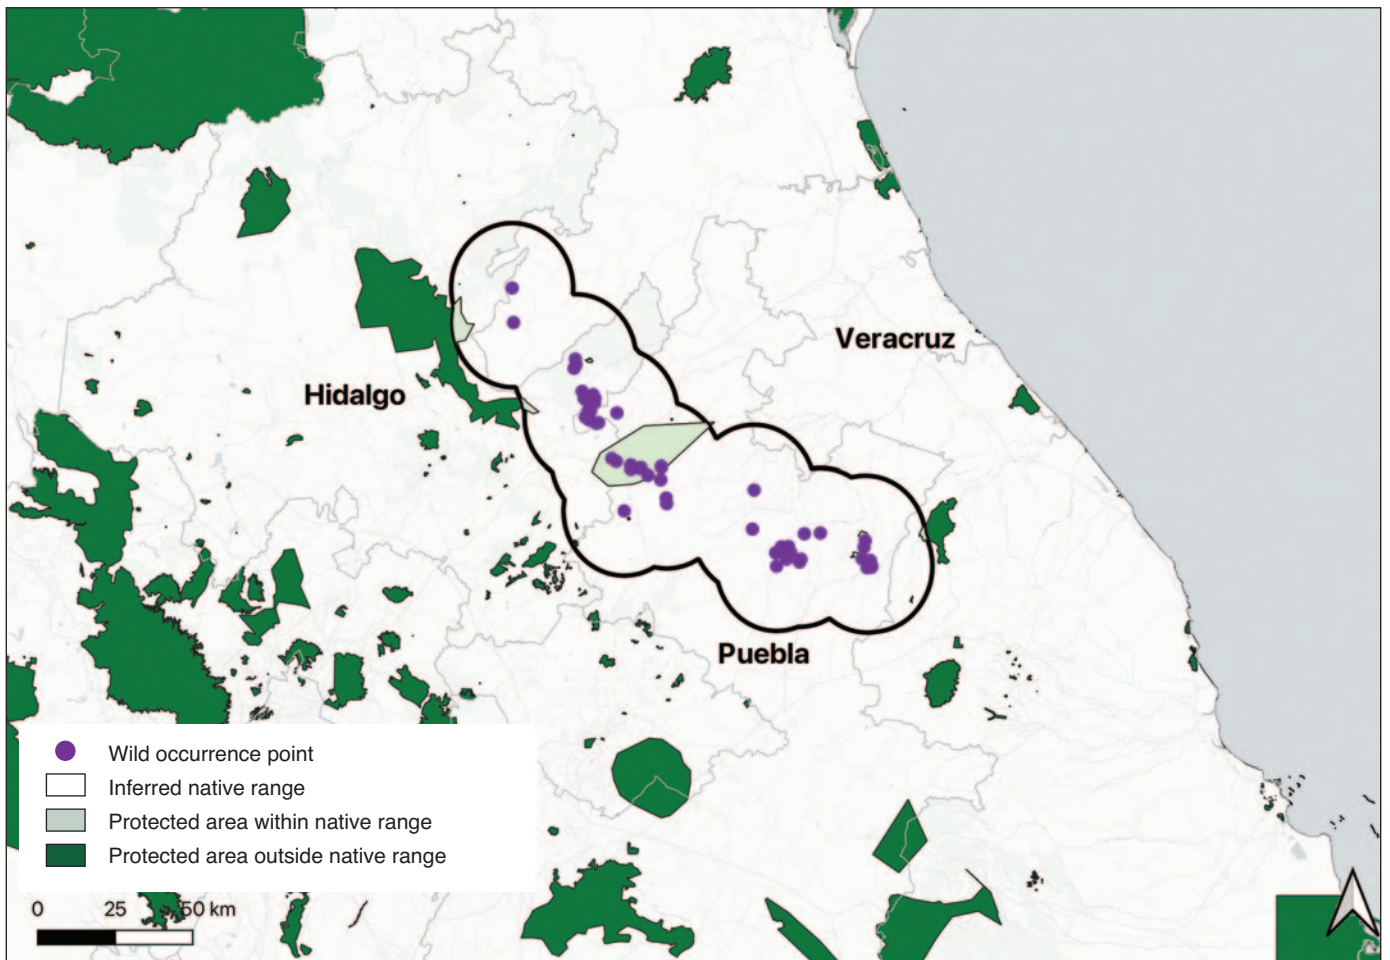 Veracruz
Hidalgo
Puebla
Wild occurrence point
Inferred native range
Protected area within native range
Protected area outside native range
0 25 50 km